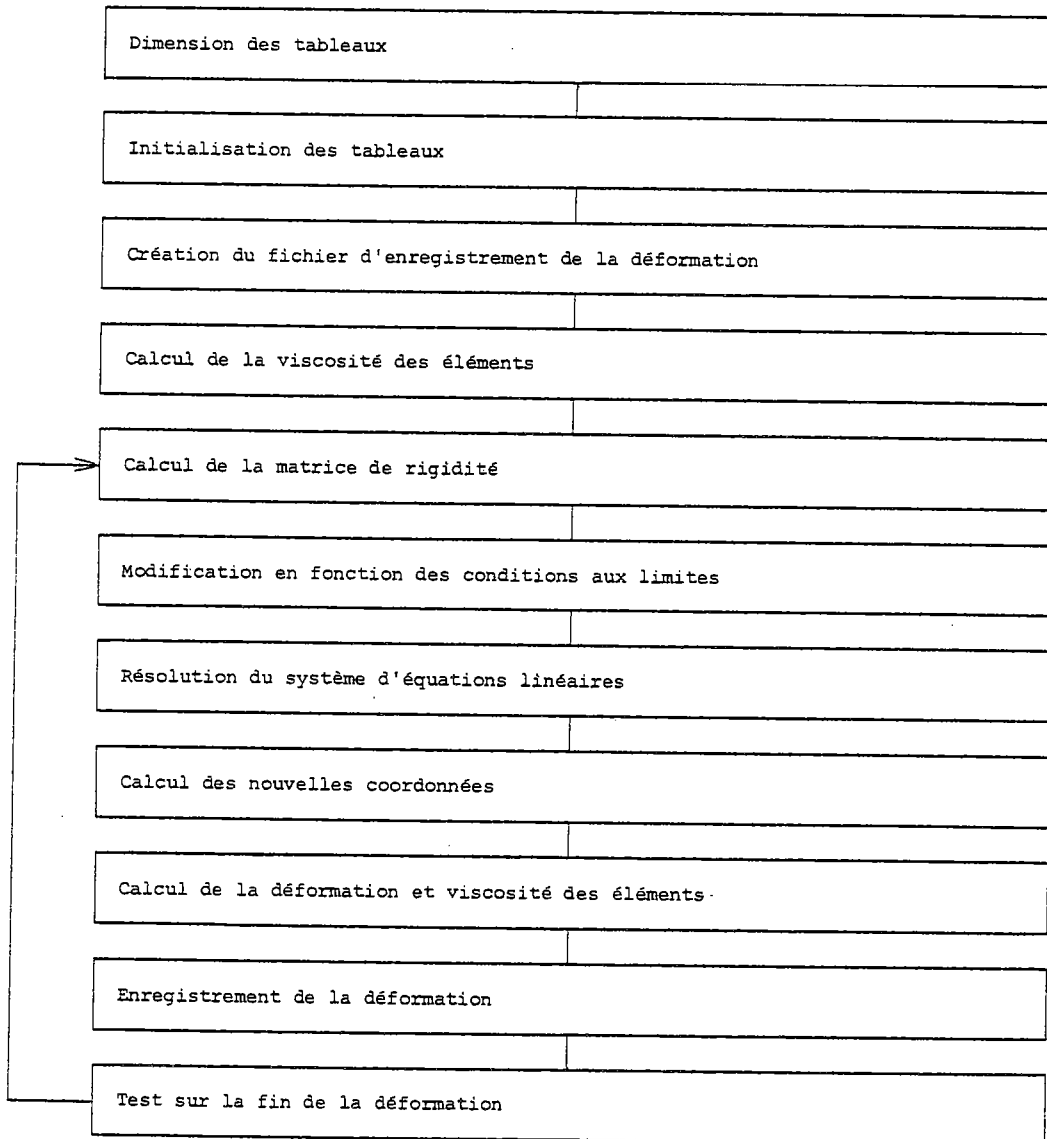 Dimension des tableaux
Initialisation des tableaux
Création du fichier d'enregistrement de la déformation
Calcul de la viscosité des éléments
Calcul de la matrice de rigidité
Modification en fonction des conditions aux limites
Résolution du système d'équations linéaires
Calcul des nouvelles coordonnées
Calcul de la déformation et viscosité des éléments
Enregistrement de la déformation
Test sur la fin de la déformation